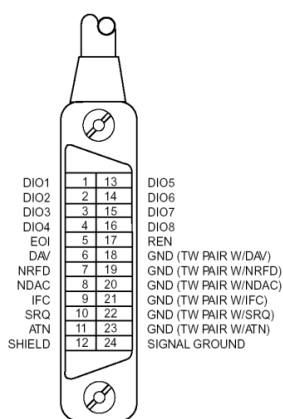 DIO1 1 13 DIO5
DIO2 2 14 DIO6
DIO3 3 15 DIO7
DIO4 4 16 DIO8
EOI 5 17 REN
DAV 6 18 GND (TW PAIR W/DAV)
NRFD 7 19 GND (TW PAIR W/NRFD)
NDAC 8 20 GND (TW PAIR W/NDAC)
IFC 9 21 GND (TW PAIR W/IFC)
SRQ 10 22 GND (TW PAIR W/SRQ)
ATN 11 23 GND (TW PAIR W/ATN)
SHIELD 12 24 SIGNAL GROUND